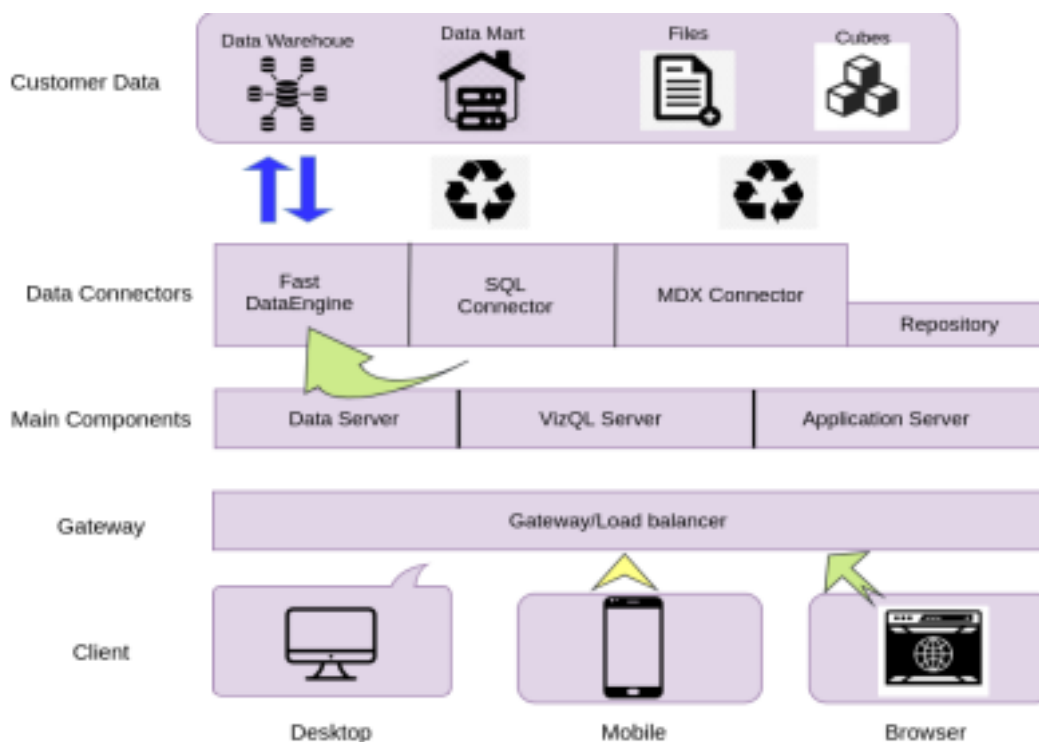 Data Warehoue
Data Mart
Files
Cubes
Customer Data
Data Connectors
Fast
DataEngine
SQL
Connector
MDX Connector
Repository
Main Components
Data Server
VizQL Server
Application Server
Gateway
Gateway/Load balancer
Client
Desktop
Mobile
Browser